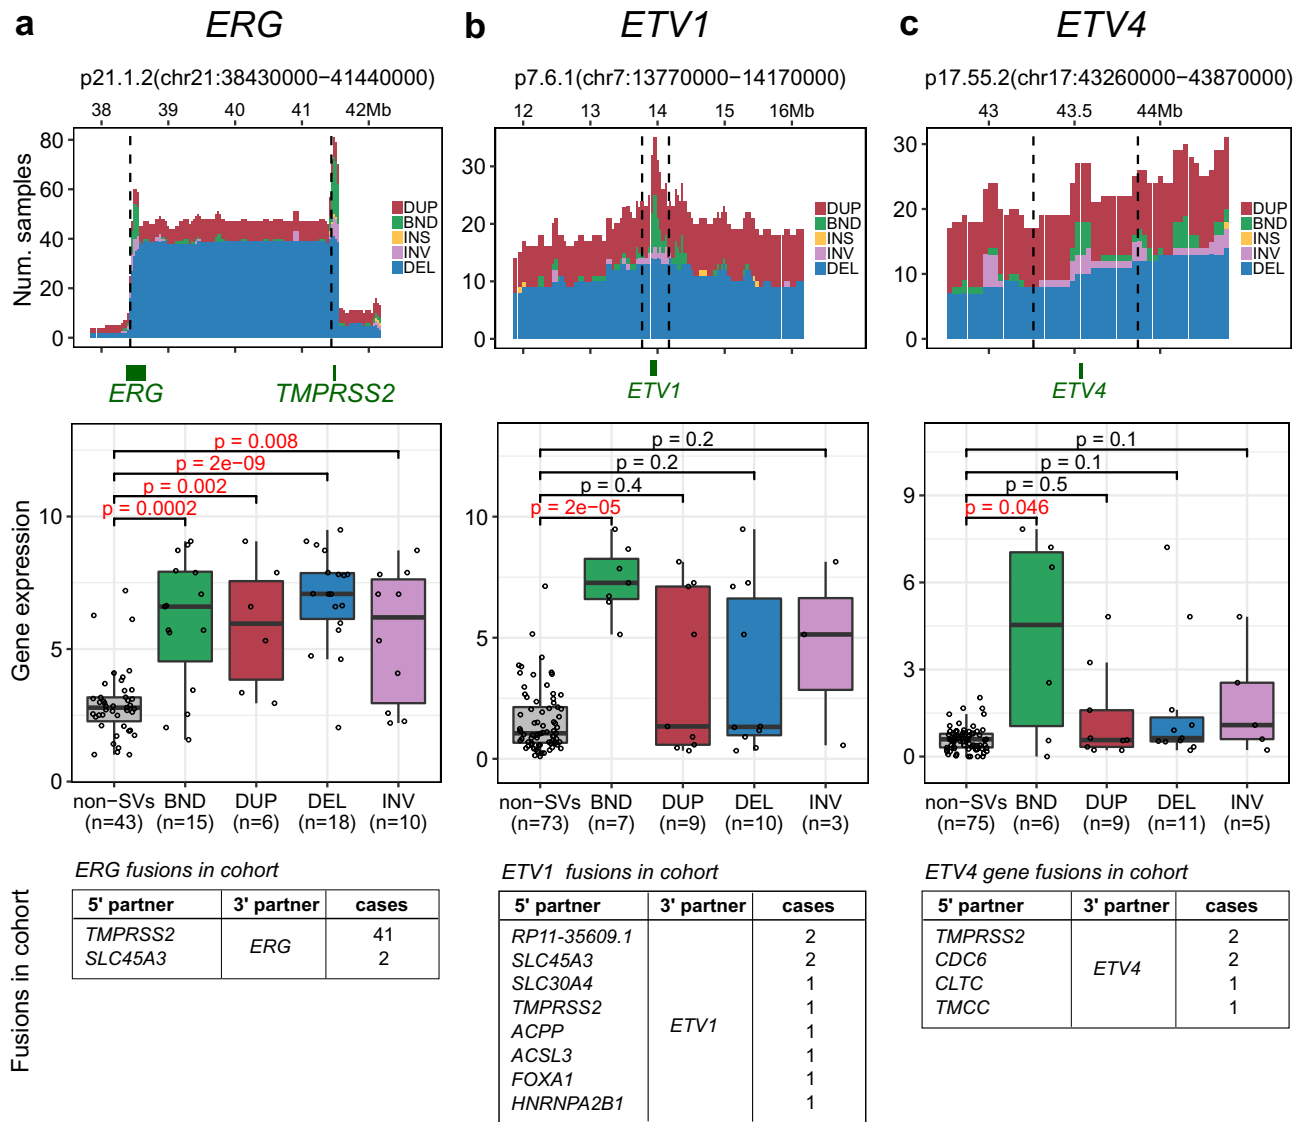 a ERG
p21.1.2(chr21:38430000−41440000)
38 39 40 41 42Mb
Num. samples
80
60
40
20
0
DUP
BND
INS
INV
DEL
ERG TMPRSS2
Gene expression
10
5
0
p = 0.008
p = 2e−09
p = 0.002
p = 0.0002
non−SVs BND DUP DEL INV
(n=43) (n=15) (n=6) (n=18) (n=10)
Fusions in cohort
ERG fusions in cohort
5' partner 3' partner cases
TMPRSS2 ERG 41
SLC45A3 2
b ETV1
p7.6.1(chr7:13770000−14170000)
12 13 14 15 16Mb
30
20
10
0
DUP
BND
INS
INV
DEL
ETV1
10
5
0
p = 0.2
p = 0.2
p = 0.4
p = 2e−05
non−SVs BND DUP DEL INV
(n=73) (n=7) (n=9) (n=10) (n=3)
ETV1 fusions in cohort
5' partner 3' partner cases
RP11-35609.1 2
SLC45A3 2
SLC30A4 1
TMPRSS2 1
ACPP ETV1 1
ACSL3 1
FOXA1 1
HNRNPA2B1 1
c ETV4
p17.55.2(chr17:43260000−43870000)
43 43.5 44Mb
30
20
10
0
DUP
BND
INS
INV
DEL
ETV4
9
6
3
0
p = 0.1
p = 0.1
p = 0.5
p = 0.046
non−SVs BND DUP DEL INV
(n=75) (n=6) (n=9) (n=11) (n=5)
ETV4 gene fusions in cohort
5' partner 3' partner cases
TMPRSS2 2
CDC6 ETV4 2
CLTC 1
TMCC 1